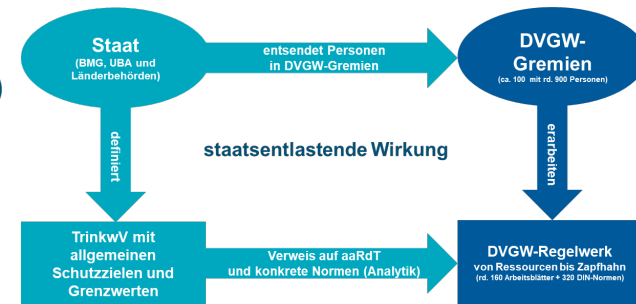 Staat
(BMG, UBA und
Länderbehörden)
entsendet Personen
in DVGW-Gremien
DVGW-
Gremien
(ca. 100 mit rd. 900 Personen)
definiert
staatsentlastende Wirkung
erarbeiten
TrinkwV mit
allgemeinen
Schutzzielen und
Grenzwerten
Verweis auf aaRdT
und konkrete Normen (Analytik)
DVGW-Regelwerk
von Ressourcen bis Zapfhahn
(rd. 160 Arbeitsblätter + 320 DIN-Normen)